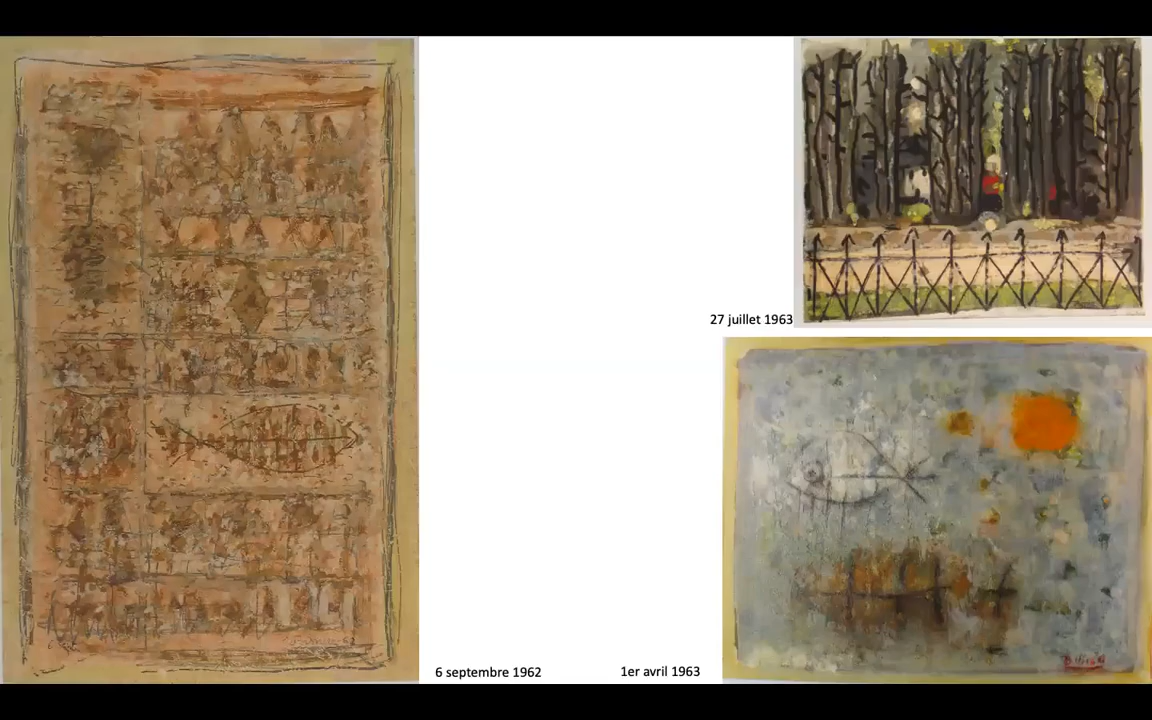 27 juillet 1963
6 septembre 1962
1er avril 1963